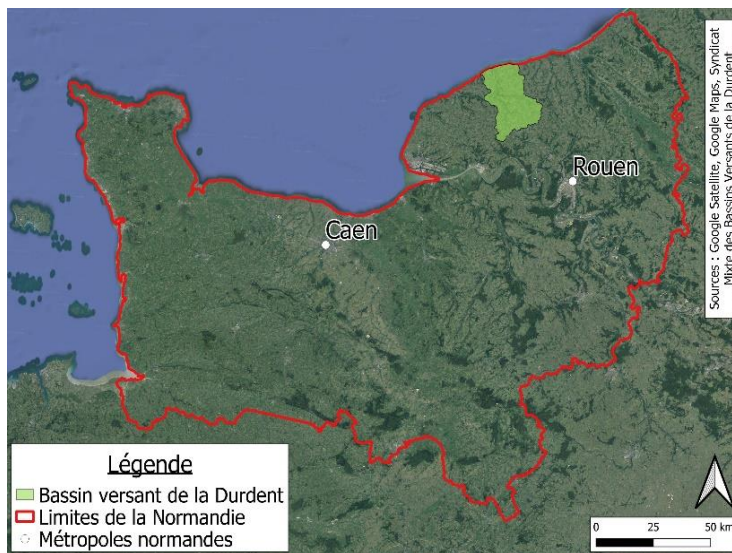 Sources : Google Satellite, Google Maps, Syndicat
Mixte des Bassins Versants de la Durdent
Rouen
Caen
Légende
Bassin versant de la Durdent
Limites de la Normandie
Métropoles normandes
0 25 50 km